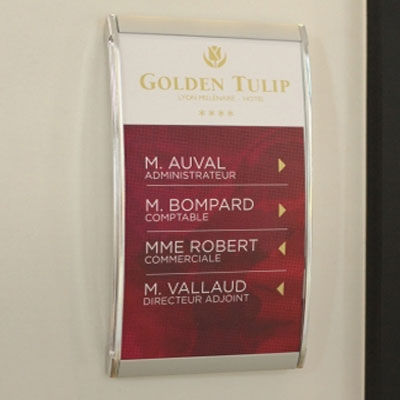 GOLDEN TULIP
LYON MILLENAIRE - HOTEL
M. AUVAL
ADMINISTRATEUR
M. BOMPARD
COMPTABLE
MME ROBERT
COMMERCIALE
M. VALLAUD
DIRECTEUR ADJOINT